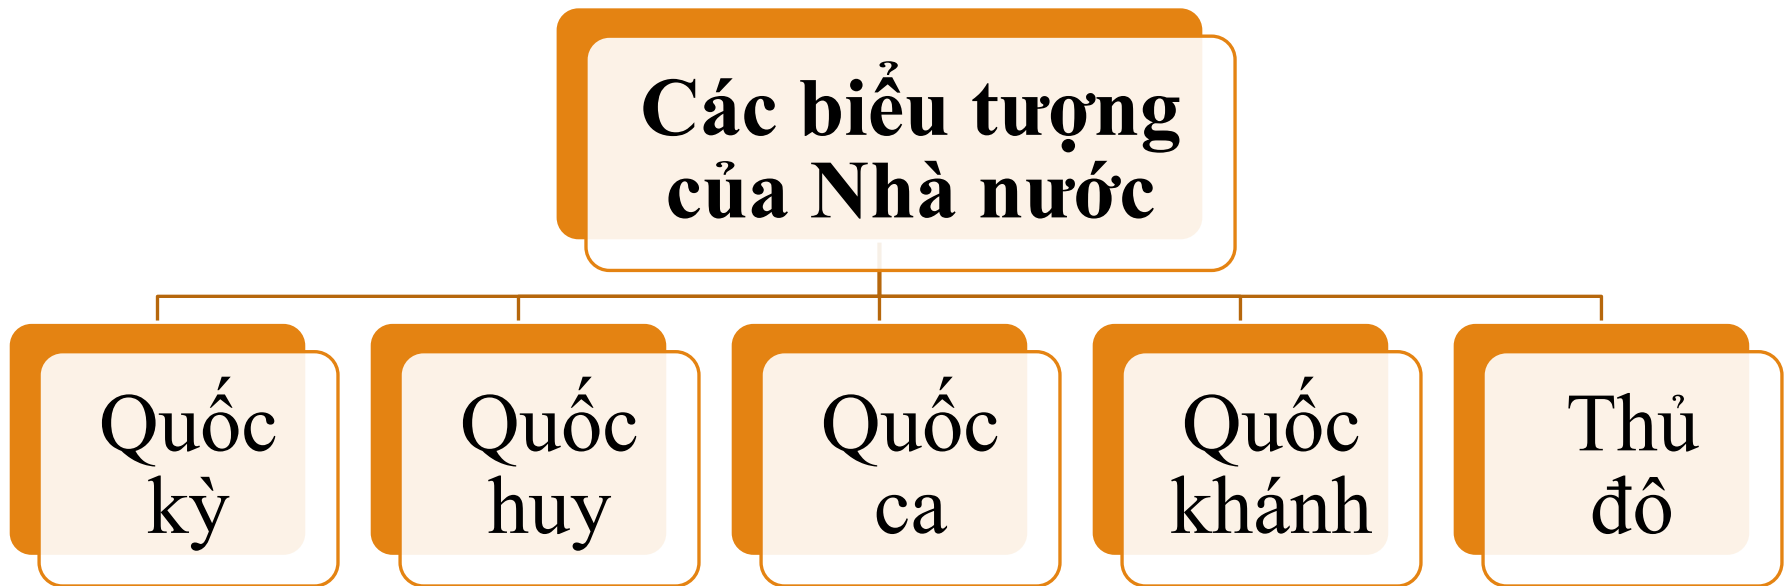 Các biểu tượng
của Nhà nước
Quốc
kỳ
Quốc
huy
Quốc
ca
Quốc
khánh
Thủ
đô